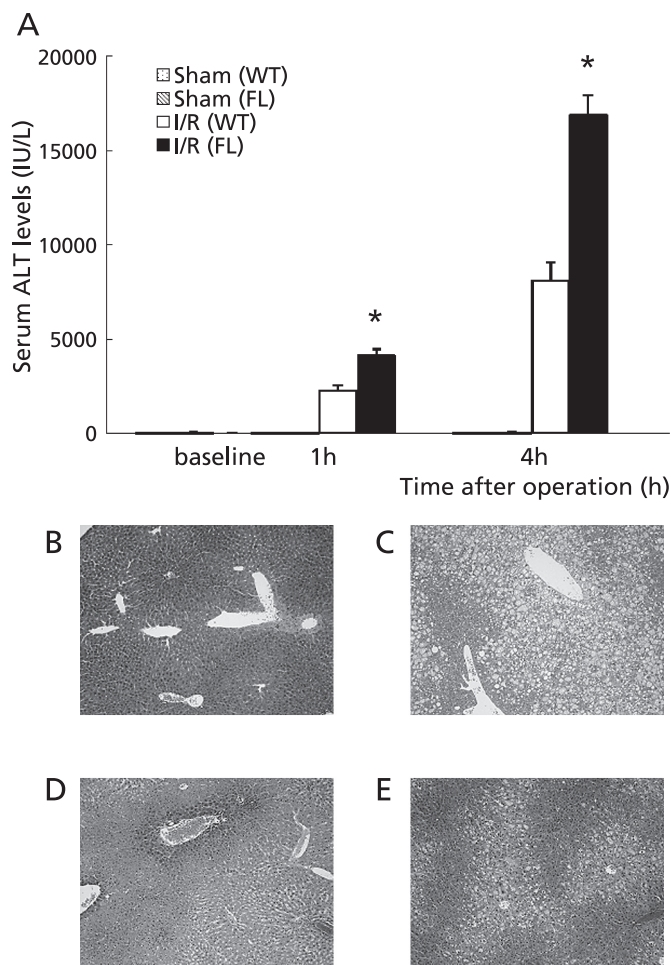 A
20000
15000
10000
5000
0
Serum ALT levels (IU/L)
Sham (WT)
Sham (FL)
I/R (WT)
I/R (FL)
*
*
baseline 1h 4h
Time after operation (h)
B
C
D
E